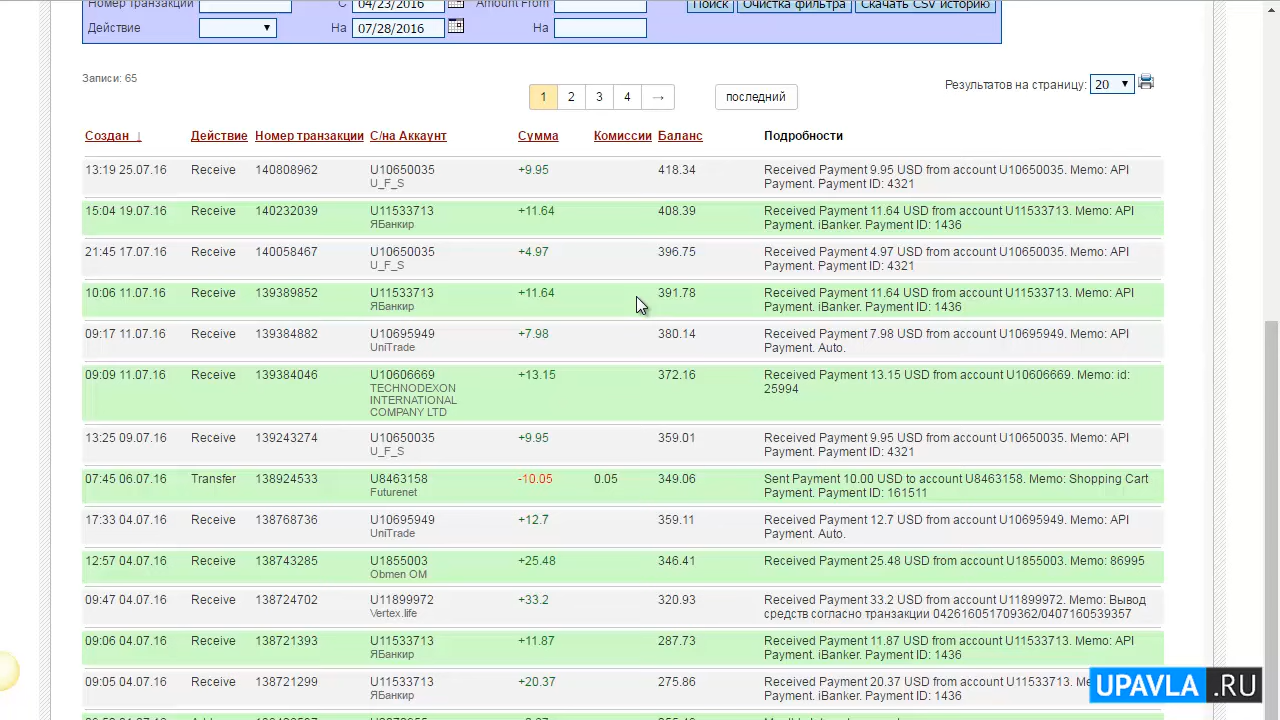 Номер транзакции С 04/23/2016 Amount From Поиск Очистка фильтра Скачать CSV историю
Действие На 07/28/2016 На
Записи: 65
1 2 3 4 → последний Результатов на страницу: 20
Создан ↓ Действие Номер транзакции С/на Аккаунт Сумма Комиссии Баланс Подробности
13:19 25.07.16 Receive 140808962 U10650035 +9.95 418.34 Received Payment 9.95 USD from account U10650035. Memo: API
U_F_S Payment. Payment ID: 4321
15:04 19.07.16 Receive 140232039 U11533713 +11.64 408.39 Received Payment 11.64 USD from account U11533713. Memo: API
ЯБанкир Payment. iBanker. Payment ID: 1436
21:45 17.07.16 Receive 140058467 U10650035 +4.97 396.75 Received Payment 4.97 USD from account U10650035. Memo: API
U_F_S Payment. Payment ID: 4321
10:06 11.07.16 Receive 139389852 U11533713 +11.64 391.78 Received Payment 11.64 USD from account U11533713. Memo: API
ЯБанкир Payment. iBanker. Payment ID: 1436
09:17 11.07.16 Receive 139384882 U10695949 +7.98 380.14 Received Payment 7.98 USD from account U10695949. Memo: API
UniTrade Payment. Auto.
09:09 11.07.16 Receive 139384046 U10606669 +13.15 372.16 Received Payment 13.15 USD from account U10606669. Memo: id:
TECHNODEXON 25994
INTERNATIONAL
COMPANY LTD
13:25 09.07.16 Receive 139243274 U10650035 +9.95 359.01 Received Payment 9.95 USD from account U10650035. Memo: API
U_F_S Payment. Payment ID: 4321
07:45 06.07.16 Transfer 138924533 U8463158 -10.05 0.05 349.06 Sent Payment 10.00 USD to account U8463158. Memo: Shopping Cart
Futurenet Payment. Payment ID: 161511
17:33 04.07.16 Receive 138768736 U10695949 +12.7 359.11 Received Payment 12.7 USD from account U10695949. Memo: API
UniTrade Payment. Auto.
12:57 04.07.16 Receive 138743285 U1855003 +25.48 346.41 Received Payment 25.48 USD from account U1855003. Memo: 86995
Obmen OM
09:47 04.07.16 Receive 138724702 U11899972 +33.2 320.93 Received Payment 33.2 USD from account U11899972. Memo: Вывод
Vertex.life средств согласно транзакции 042616051709362/0407160539357
09:06 04.07.16 Receive 138721393 U11533713 +11.87 287.73 Received Payment 11.87 USD from account U11533713. Memo: API
ЯБанкир Payment. iBanker. Payment ID: 1436
09:05 04.07.16 Receive 138721299 U11533713 +20.37 275.86 Received Payment 20.37 USD from account U11533713.
ЯБанкир Payment. iBanker. Payment ID: 1436
UPAVLA .RU